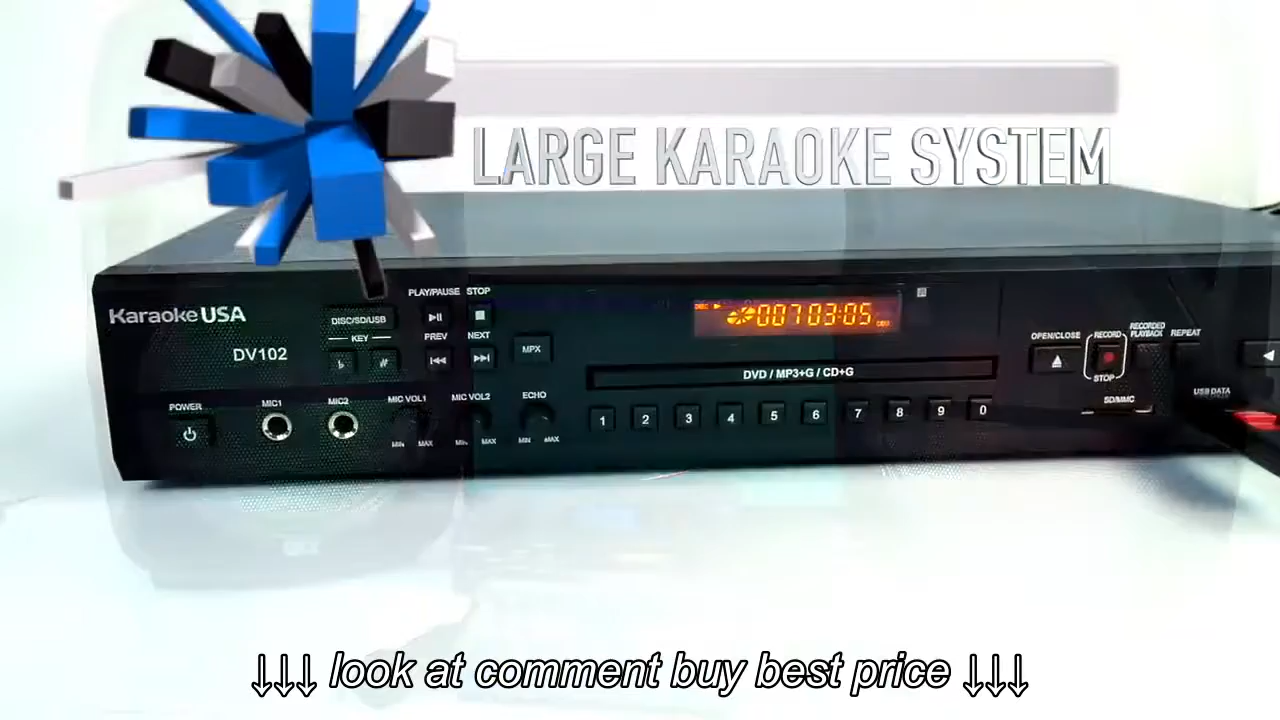 LARGE KARAOKE SYSTEM
KaraokeUSA
DV102
POWER
MIC1
MIC2
DISC/SD/USB
KEY
b #
PLAY/PAUSE STOP
PREV NEXT
MPX
MIC VOL1 MIC VOL2 ECHO
MIN MAX MIN MAX MIN MAX
00703:05
DVD / MP3+G / CD+G
1 2 3 4 5 6 7 8 9 0
OPEN/CLOSE
RECORD
STOP
RECORDED
PLAYBACK
REPEAT
SD/MMC
USB DATA
↓↓↓ look at comment buy best price ↓↓↓